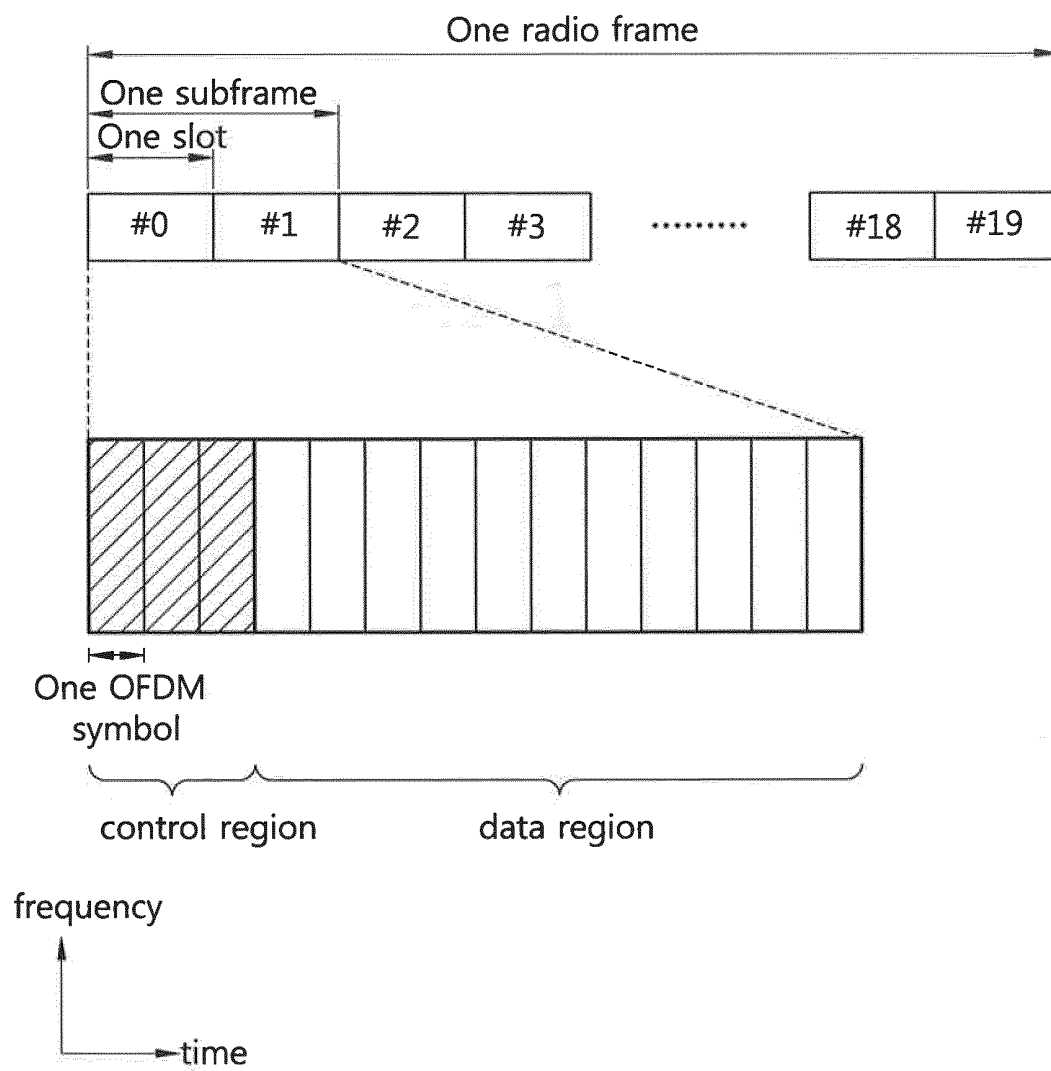 One radio frame
One subframe
One slot
#0 #1 #2 #3 ......... #18 #19
One OFDM
symbol
control region data region
frequency
time